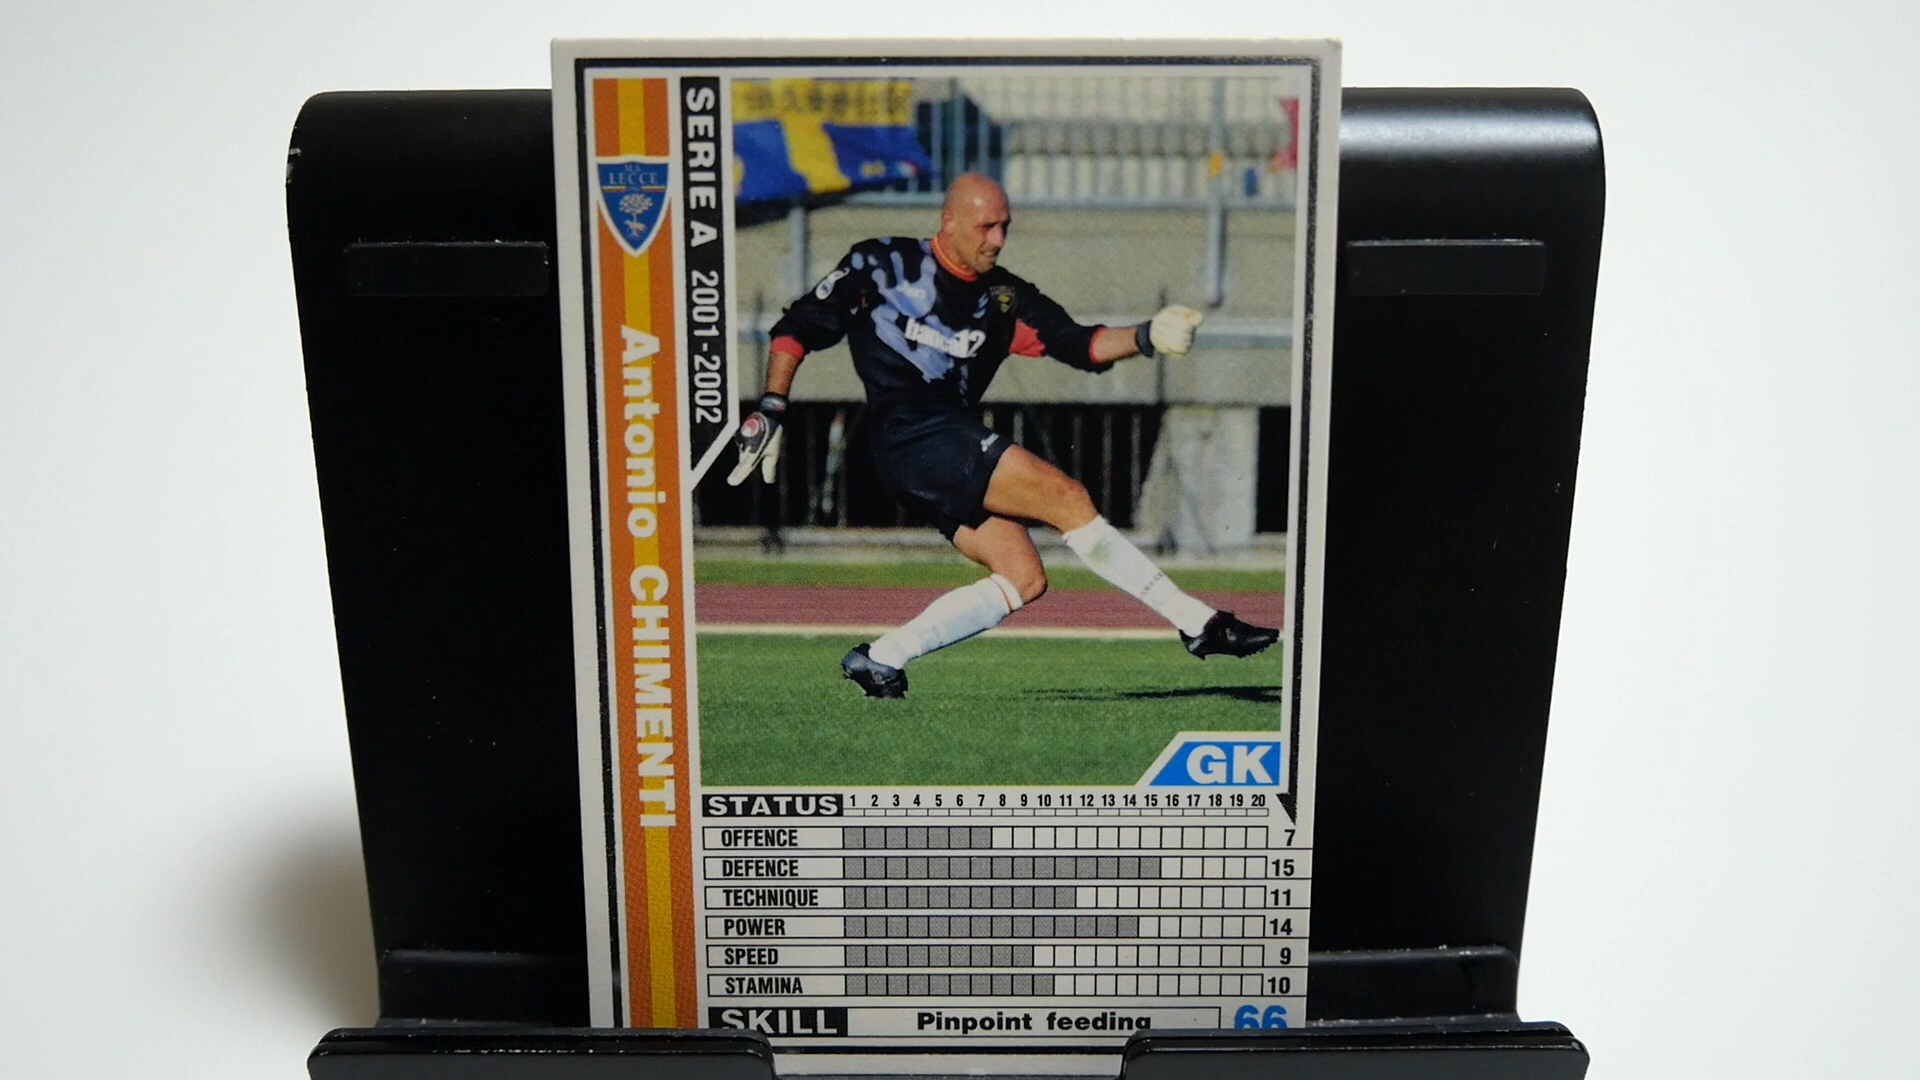 U.S.
LECCE
Antonio CHIMENTI
SERIE A 2001-2002
banca12
GK
STATUS 1 2 3 4 5 6 7 8 9 10 11 12 13 14 15 16 17 18 19 20
OFFENCE 7
DEFENCE 15
TECHNIQUE 11
POWER 14
SPEED 9
STAMINA 10
SKILL Pinpoint feeding 66